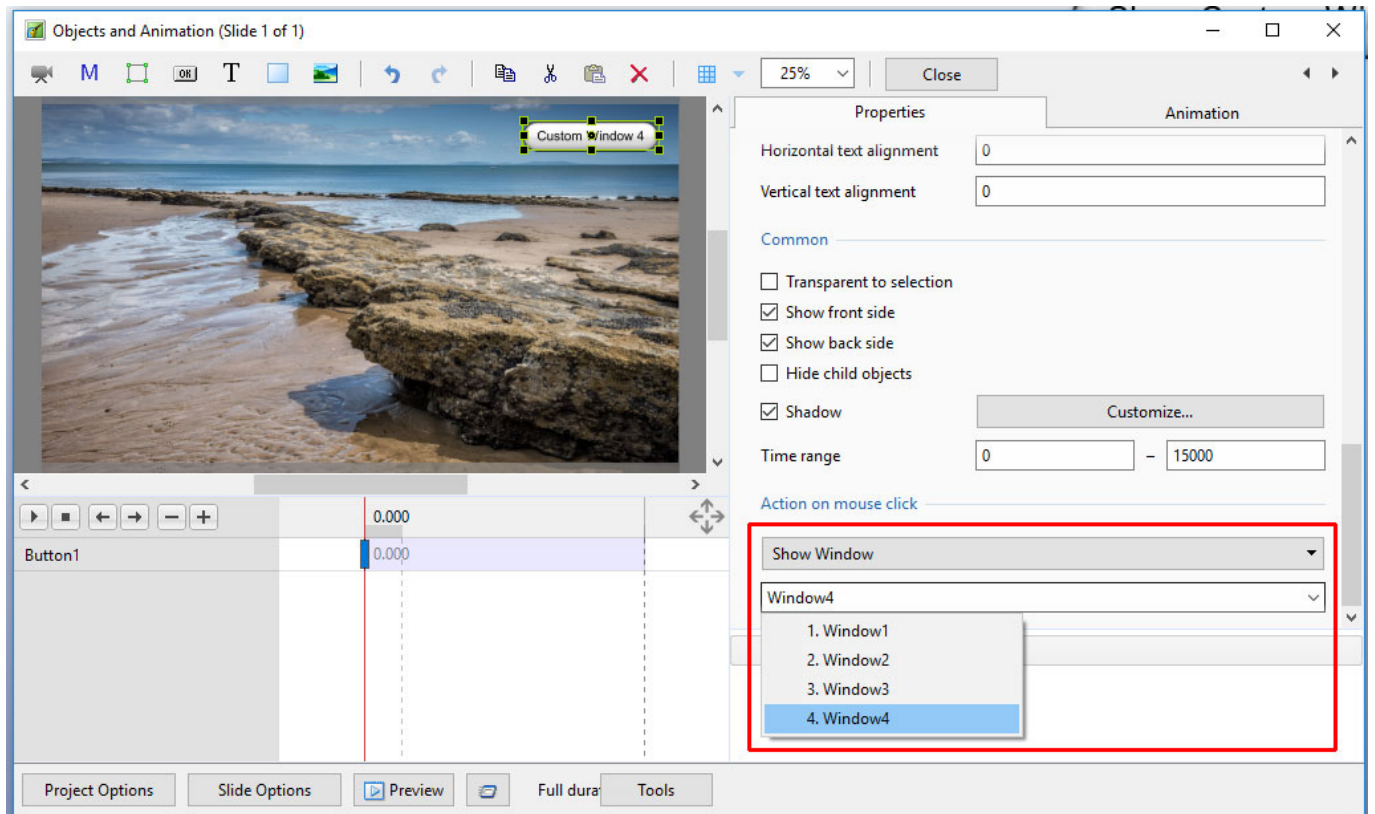 Objects and Animation (Slide 1 of 1)
M OK T 25% Close
Properties Animation
Custom Window 4
Horizontal text alignment 0
Vertical text alignment 0
Common
Transparent to selection
Show front side
Show back side
Hide child objects
Shadow Customize...
Time range 0 – 15000
Action on mouse click
0.000
Button1 0.000
Show Window
Window4
1. Window1
2. Window2
3. Window3
4. Window4
Project Options Slide Options Preview Full dura Tools